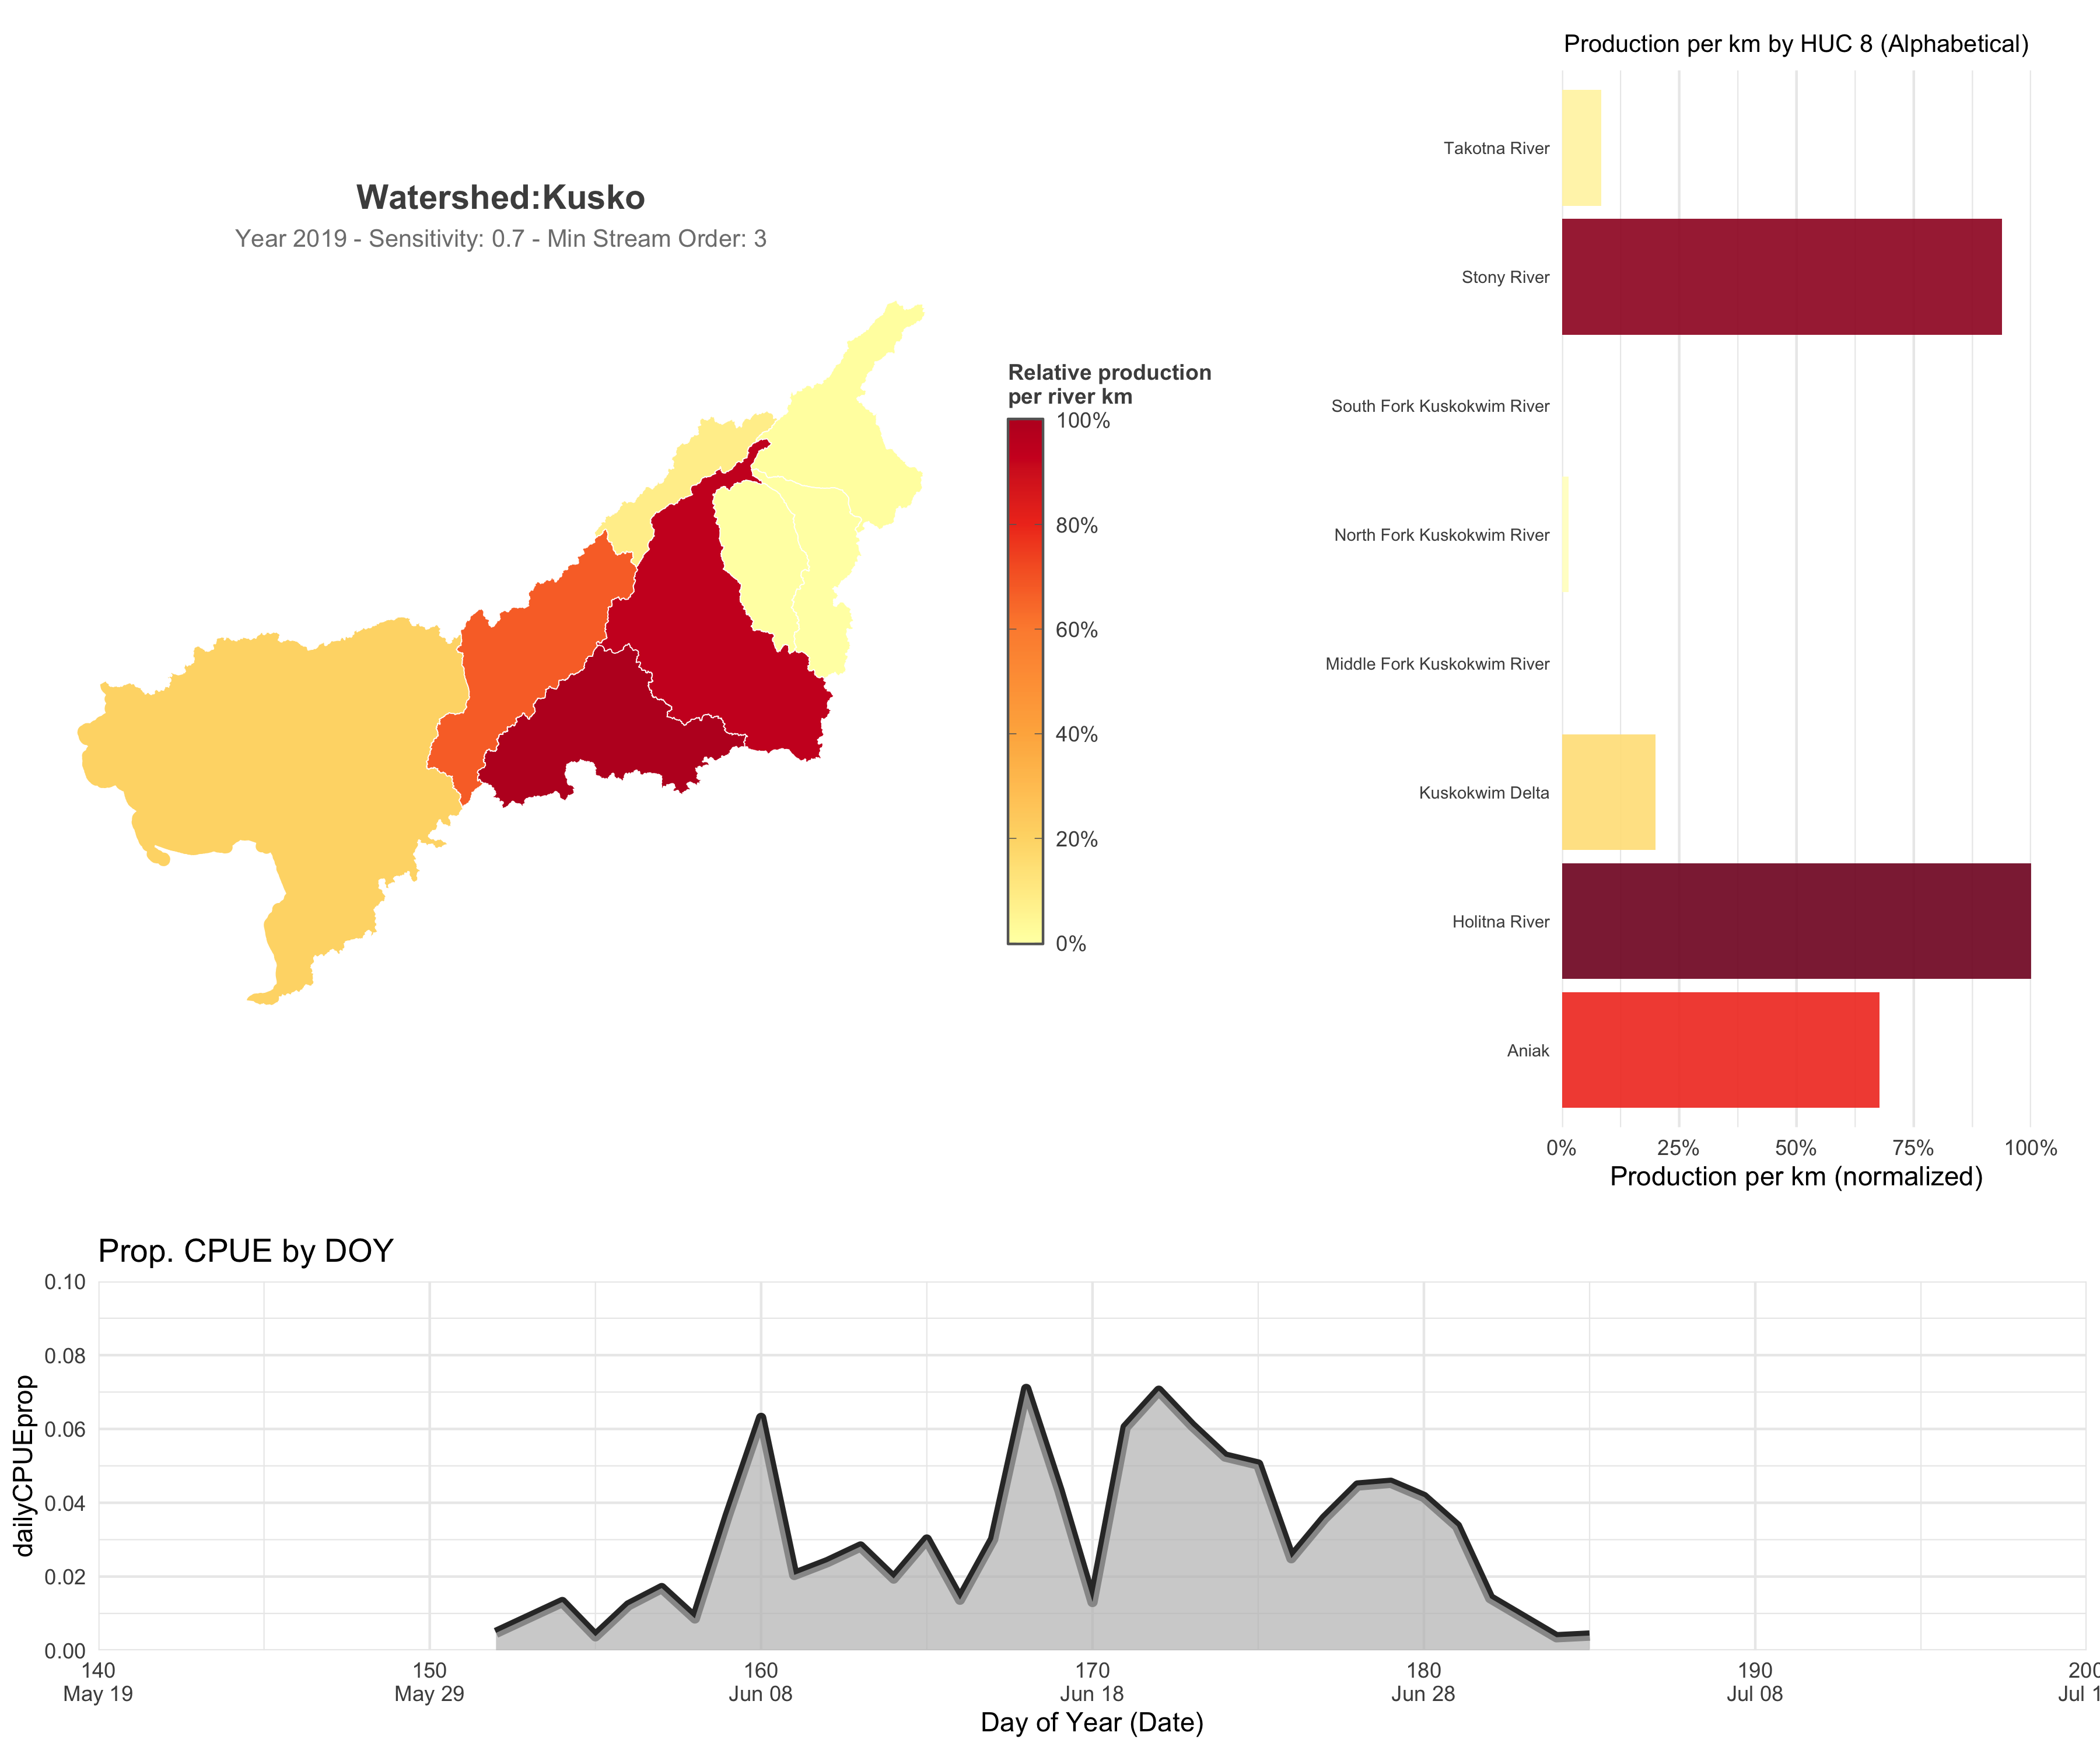 Production per km by HUC 8 (Alphabetical)
Takotna River
Stony River
South Fork Kuskokwim River
North Fork Kuskokwim River
Middle Fork Kuskokwim River
Kuskokwim Delta
Holitna River
Aniak
0% 25% 50% 75% 100%
Production per km (normalized)
Watershed:Kusko
Year 2019 - Sensitivity: 0.7 - Min Stream Order: 3
Relative production
per river km
100%
80%
60%
40%
20%
0%
Prop. CPUE by DOY
dailyCPUEprop
0.10
0.08
0.06
0.04
0.02
0.00
140 150 160 170 180 190 200
May 19 May 29 Jun 08 Jun 18 Jun 28 Jul 08 Jul 1
Day of Year (Date)